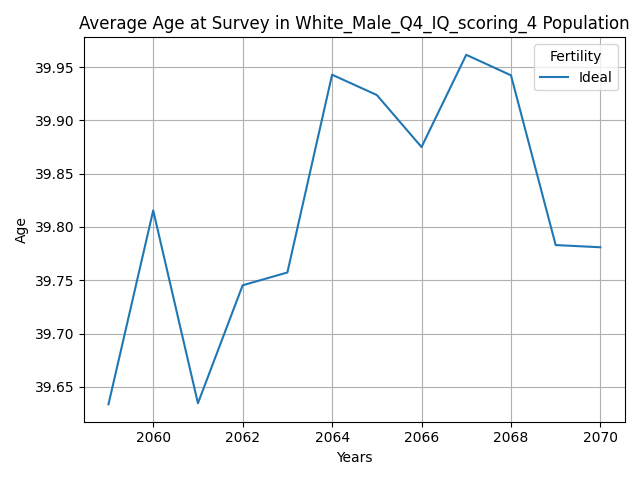 Average Age at Survey in White_Male_Q4_IQ_scoring_4 Population
Fertility
Ideal
39.95
39.90
39.85
39.80
39.75
39.70
39.65
Age
2060 2062 2064 2066 2068 2070
Years